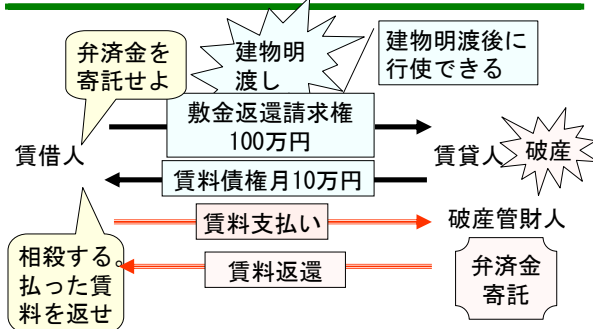 弁済金を
寄託せよ
建物明
渡し
建物明渡後に
行使できる
敷金返還請求権
100万円
賃借人
賃貸人
破産
賃料債権月10万円
賃料支払い
破産管財人
相殺する。
払った賃
料を返せ
賃料返還
弁済金
寄託